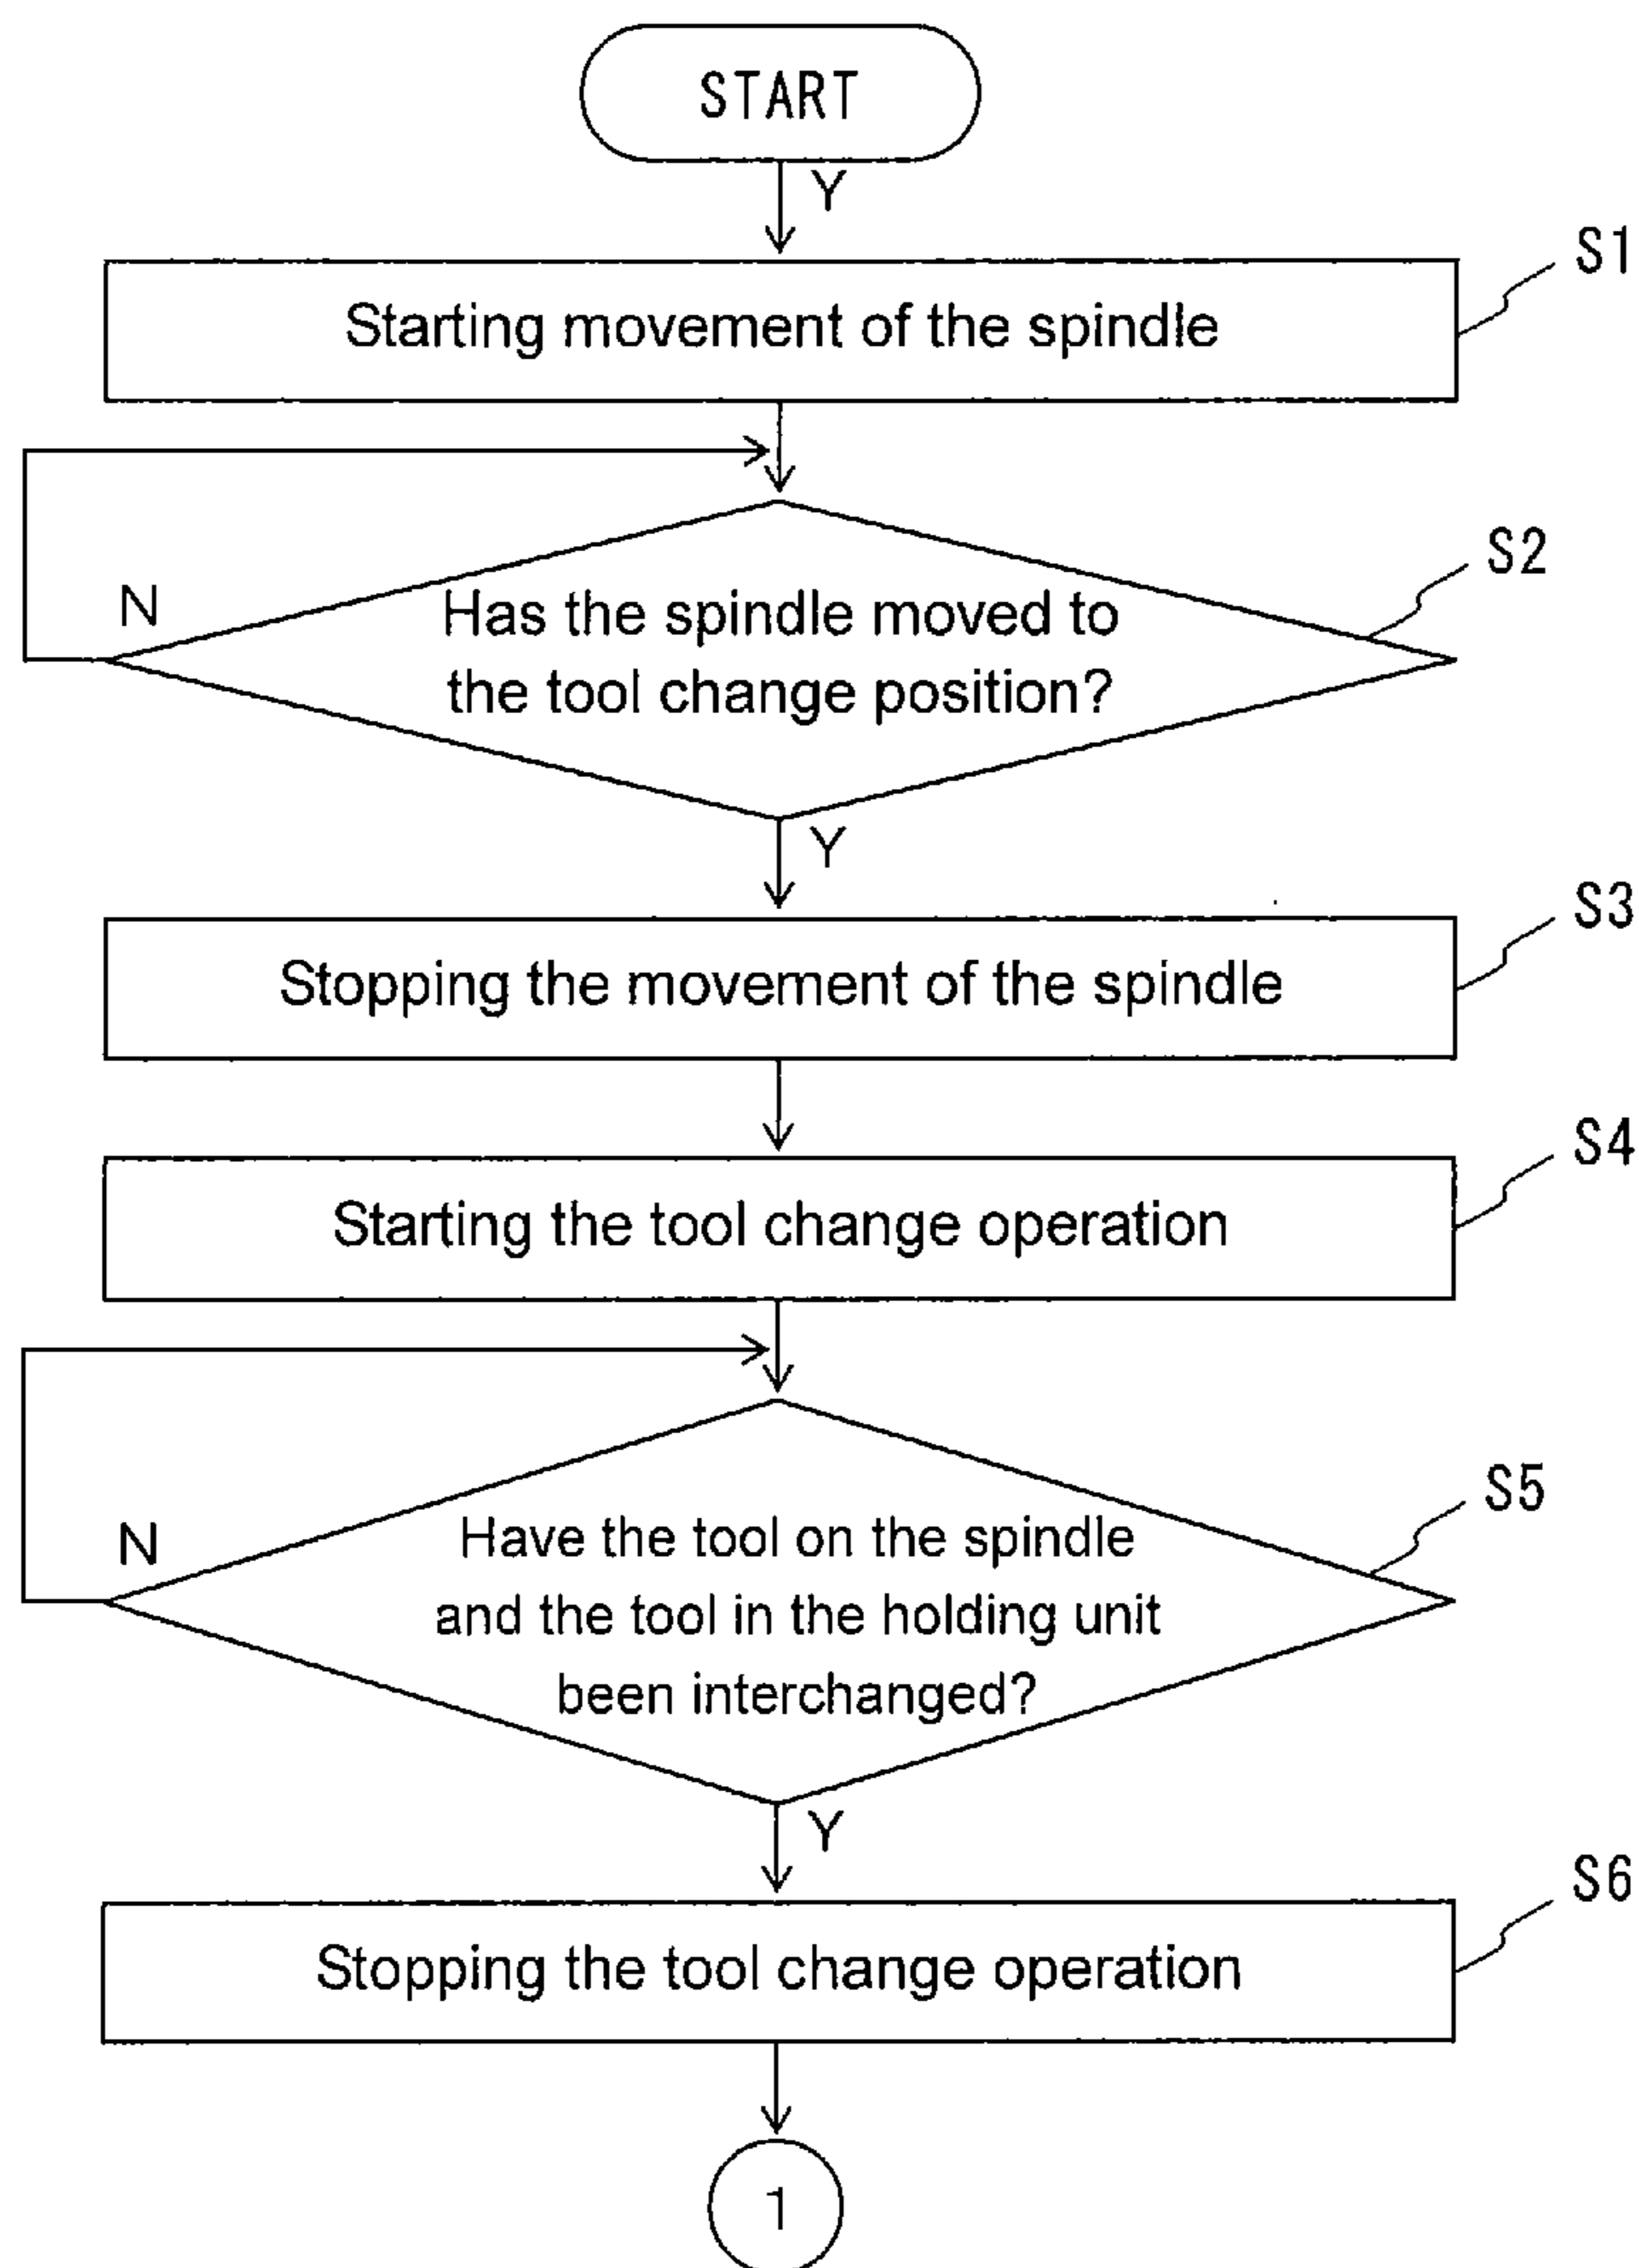 START
Y
S1
Starting movement of the spindle
S2
N
Has the spindle moved to
the tool change position?
Y
S3
Stopping the movement of the spindle
S4
Starting the tool change operation
S5
N
Have the tool on the spindle
and the tool in the holding unit
been interchanged?
Y
S6
Stopping the tool change operation
1